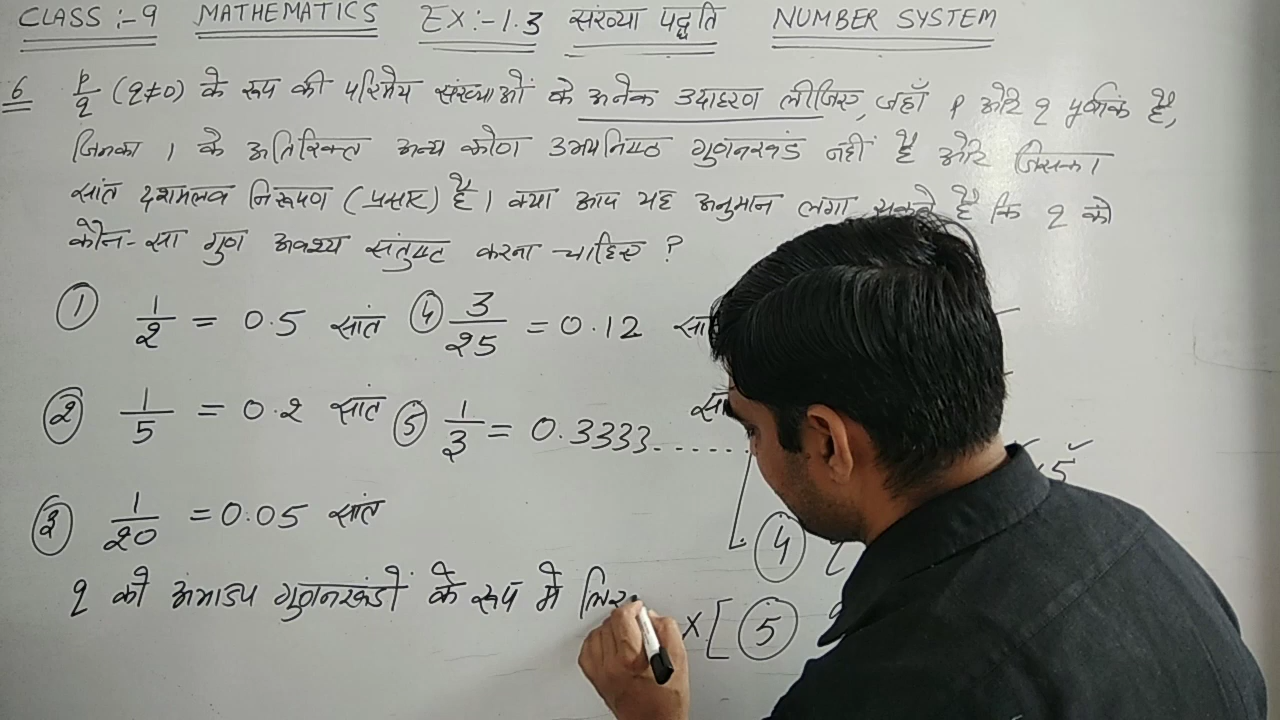 CLASS :- 9 MATHEMATICS EX:- 1.3 संख्या पद्धति NUMBER SYSTEM
6 p/q (q≠0) के रूप की परिमेय संख्याओं के अनेक उदाहरण लीजिए, जहाँ p और q पूर्णांक है,
जिनका 1 के अतिरिक्त अन्य कोण उभयनिष्ठ गुणनखंड नहीं है और जिसका
सांत दशमलव निरूपण (प्रसार) है। क्या आप यह अनुमान लगा सकते है कि q को
कौन-सा गुण अवश्य संतुष्ट करना चाहिए ?
① 1/2 = 0.5 सांत ④ 3/25 = 0.12
② 1/5 = 0.2 सांत ⑤ 1/3 = 0.3333......
③ 1/20 = 0.05 सांत
5
④
q को अभाज्य गुणनखंडों के रूप में
× [ ⑤